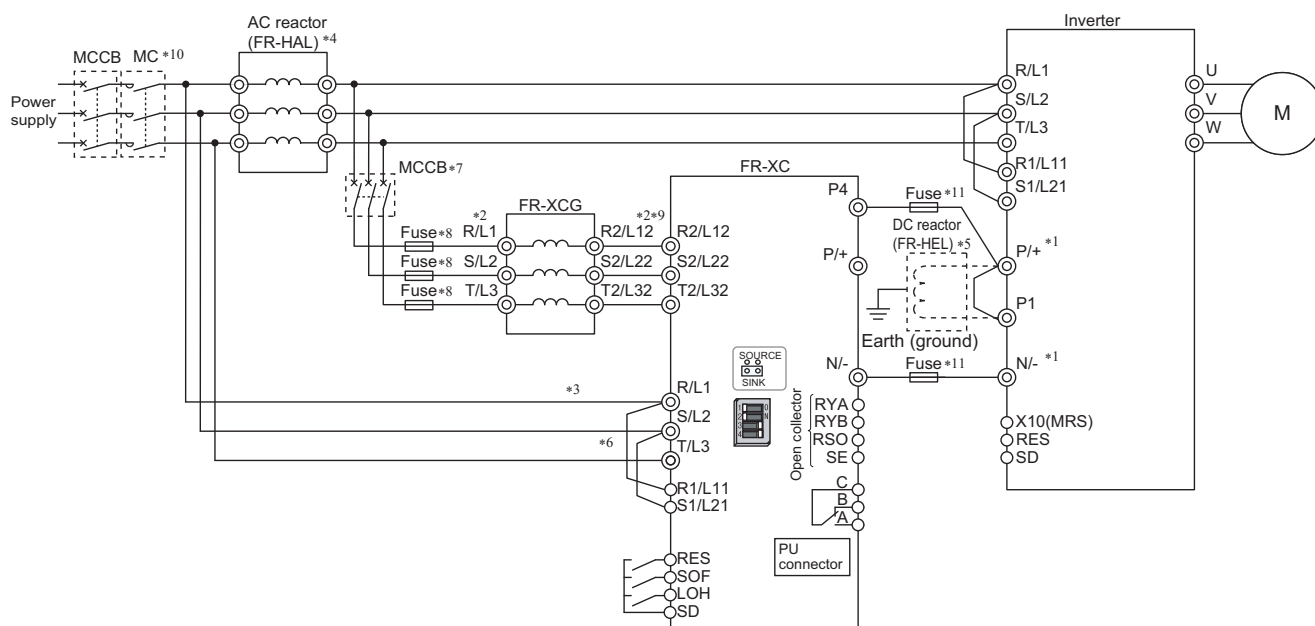 AC reactor
(FR-HAL) *4
Inverter
MCCB
MC *10
Power
supply
R/L1
S/L2
T/L3
R1/L11
S1/L21
U
V
W
M
MCCB*7
FR-XC
P4
Fuse*11
FR-XCG
*2
*2*9
Fuse*8
R/L1
R2/L12
R2/L12
Fuse*8
S/L2
S2/L22
S2/L22
Fuse*8
T/L3
T2/L32
T2/L32
P/+
DC reactor
(FR-HEL) *5
P/+ *1
P1
Earth (ground)
N/-
Fuse*11
N/- *1
SOURCE
SINK
1
2
3
4
O
N
*3
R/L1
S/L2
*6
T/L3
R1/L11
S1/L21
Open collector
RYA
RYB
RSO
SE
C
B
A
X10(MRS)
RES
SD
PU
connector
RES
SOF
LOH
SD